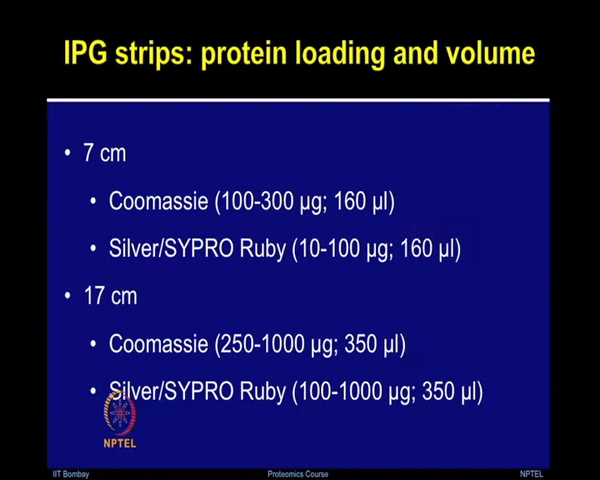 IPG strips: protein loading and volume
• 7 cm
• Coomassie (100-300 µg; 160 µl)
• Silver/SYPRO Ruby (10-100 µg; 160 µl)
• 17 cm
• Coomassie (250-1000 µg; 350 µl)
• Silver/SYPRO Ruby (100-1000 µg; 350 µl)
NPTEL
IIT Bombay
Proteomics Course
NPTEL